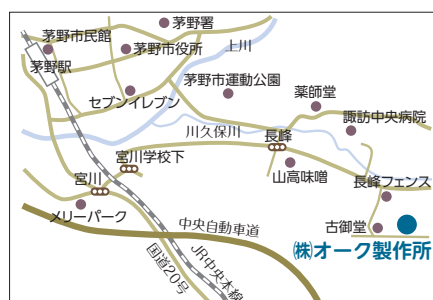 茅野署
茅野市民館
茅野市役所
上川
茅野駅
茅野市運動公園
薬師堂
セブンイレブン
諏訪中央病院
川久保川
長峰
宮川学校下
宮川
山高味噌
長峰フェンス
メリーパーク
中央自動車道
古御堂
㈱オーク製作所
国道20号
JR中央本線